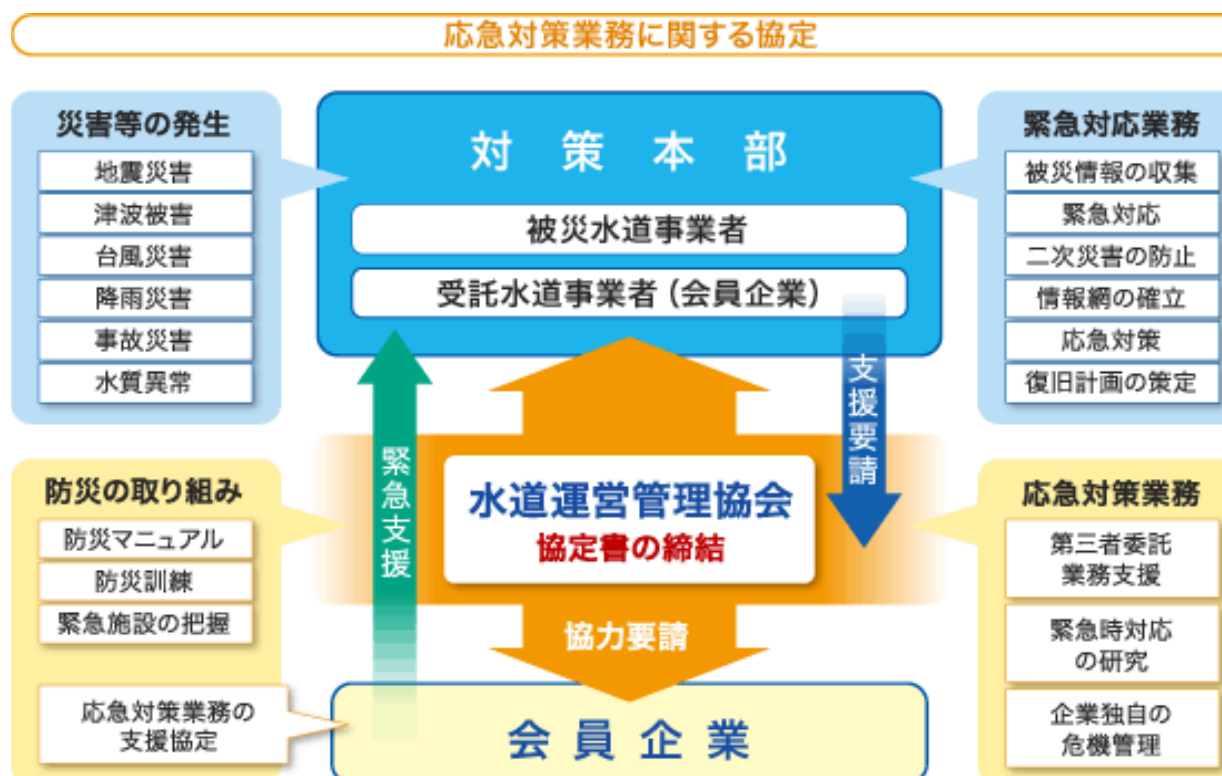 応急対策業務に関する協定
災害等の発生
地震災害
津波被害
台風災害
降雨災害
事故災害
水質異常
対策本部
被災水道事業者
受託水道事業者（会員企業）
緊急対応業務
被災情報の収集
緊急対応
二次災害の防止
情報網の確立
応急対策
復旧計画の策定
緊急支援
支援要請
防災の取り組み
防災マニュアル
防災訓練
緊急施設の把握
応急対策業務の
支援協定
水道運営管理協会
協定書の締結
協力要請
会員企業
応急対策業務
第三者委託
業務支援
緊急時対応
の研究
企業独自の
危機管理